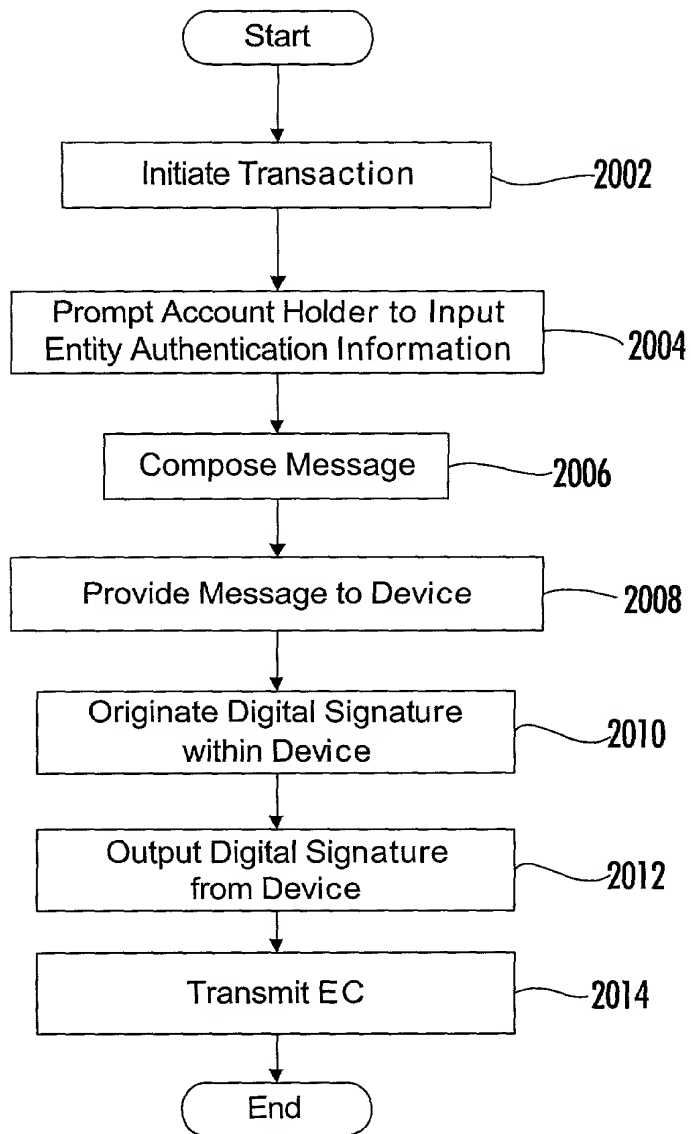 Start
Initiate Transaction
2002
Prompt Account Holder to Input
Entity Authentication Information
2004
Compose Message
2006
Provide Message to Device
2008
Originate Digital Signature
within Device
2010
Output Digital Signature
from Device
2012
Transmit EC
2014
End